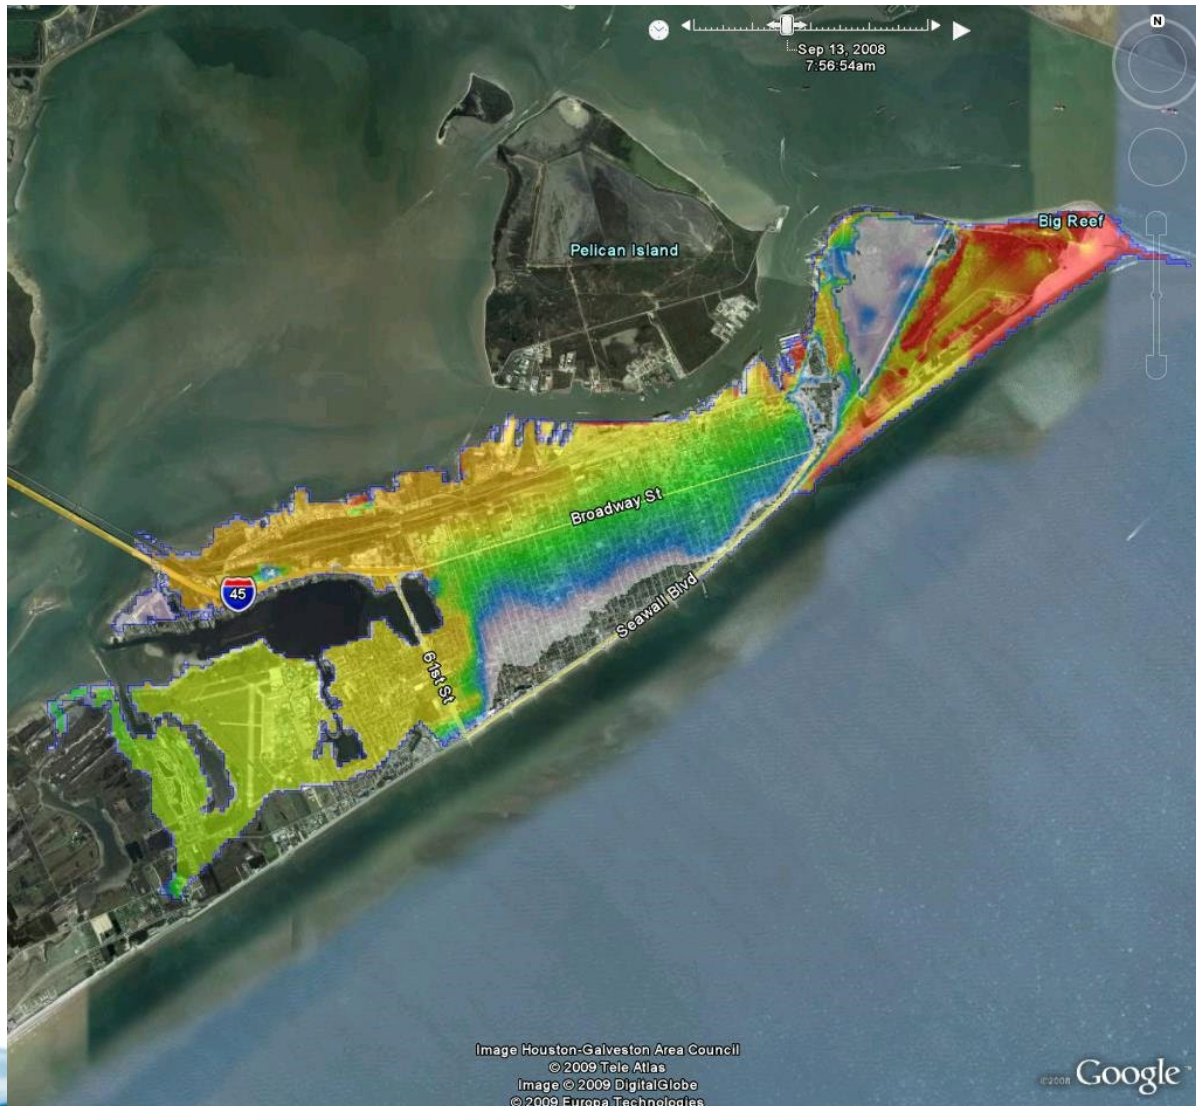 N
Sep 13, 2008
7:56:54am
Big Reef
Pelican Island
Broadway St
45
Seawall Blvd
61st St
Image Houston-Galveston Area Council
© 2009 Tele Atlas
Image © 2009 DigitalGlobe
© 2009 Europa Technologies
©2008 Google